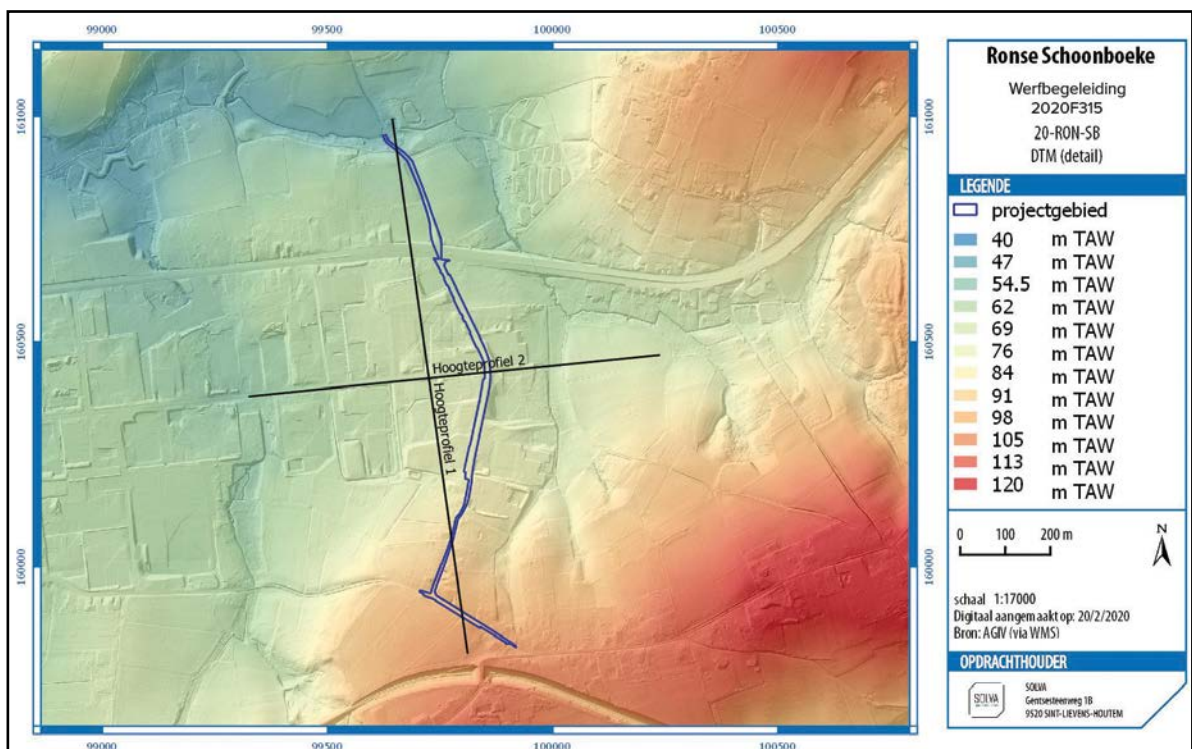 99000 99500 100000 100500
161000 161000
160500 160500
160000 160000
99000 99500 100000 100500
Hoogteprofiel 2
Hoogteprofiel 1
Ronse Schoonboeke
Werfbegeleiding
2020F315
20-RON-SB
DTM (detail)
LEGENDE
projectgebied
40 m TAW
47 m TAW
54.5 m TAW
62 m TAW
69 m TAW
76 m TAW
84 m TAW
91 m TAW
98 m TAW
105 m TAW
113 m TAW
120 m TAW
0 100 200 m
N
schaal 1:17000
Digitaal aangemaakt op: 20/2/2020
Bron: AGIV (via WMS)
OPDRACHTHOUDER
SOLVA
SOLVA
Gentsesteenweg 1B
9520 SINT-LIEVENS-HOUTEM